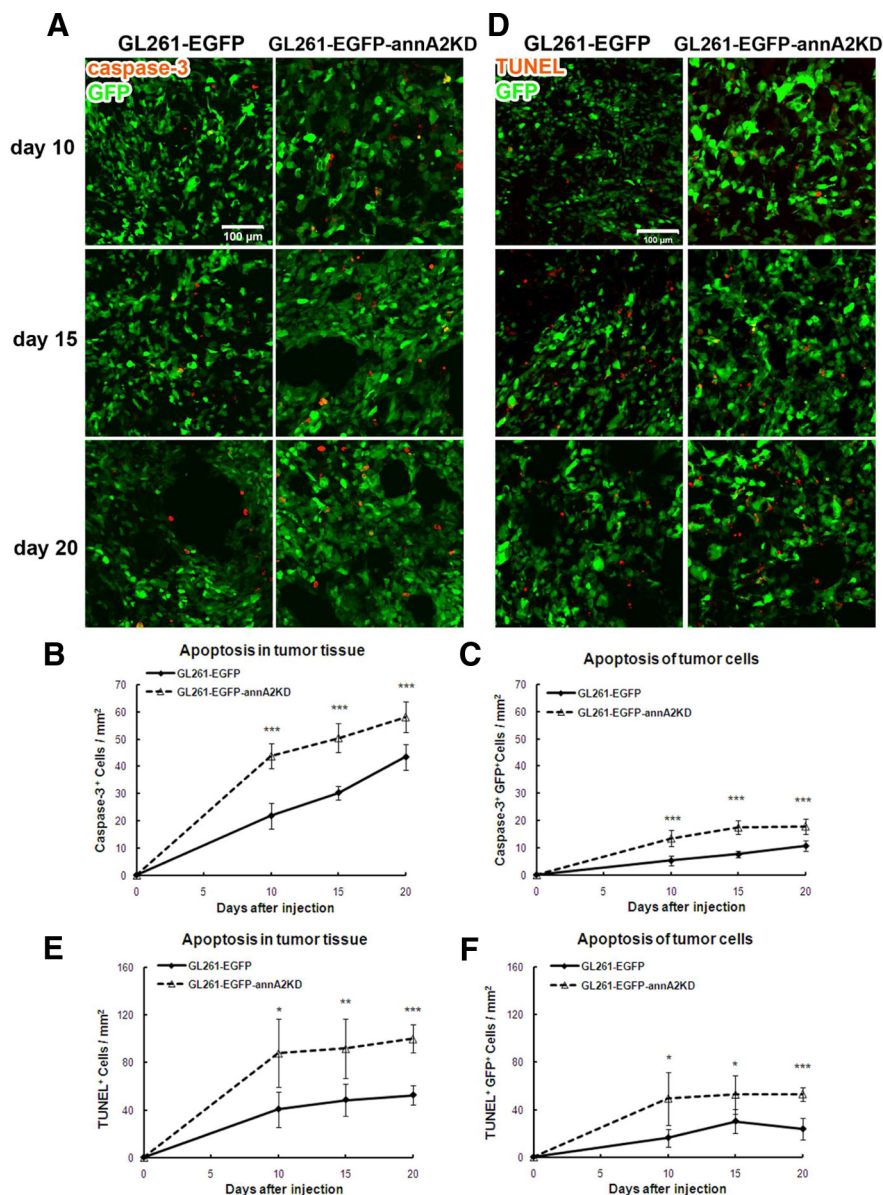 A
D
GL261-EGFP
GL261-EGFP-annA2KD
GL261-EGFP
GL261-EGFP-annA2KD
caspase-3
GFP
TUNEL
GFP
day 10
100 µm
100 µm
day 15
day 20
B
Apoptosis in tumor tissue
GL261-EGFP
GL261-EGFP-annA2KD
Caspase-3⁺ Cells / mm²
70
60
50
40
30
20
10
0
***
***
***
0 5 10 15 20
Days after injection
C
Apoptosis of tumor cells
GL261-EGFP
GL261-EGFP-annA2KD
Caspase-3⁺ GFP⁺Cells / mm²
70
60
50
40
30
20
10
0
***
***
***
0 5 10 15 20
Days after injection
E
Apoptosis in tumor tissue
GL261-EGFP
GL261-EGFP-annA2KD
TUNEL⁺ Cells / mm²
160
120
80
40
0
*
**
***
0 5 10 15 20
Days after injection
F
Apoptosis of tumor cells
GL261-EGFP
GL261-EGFP-annA2KD
TUNEL⁺ GFP⁺ Cells / mm²
160
120
80
40
0
*
*
***
0 5 10 15 20
Days after injection